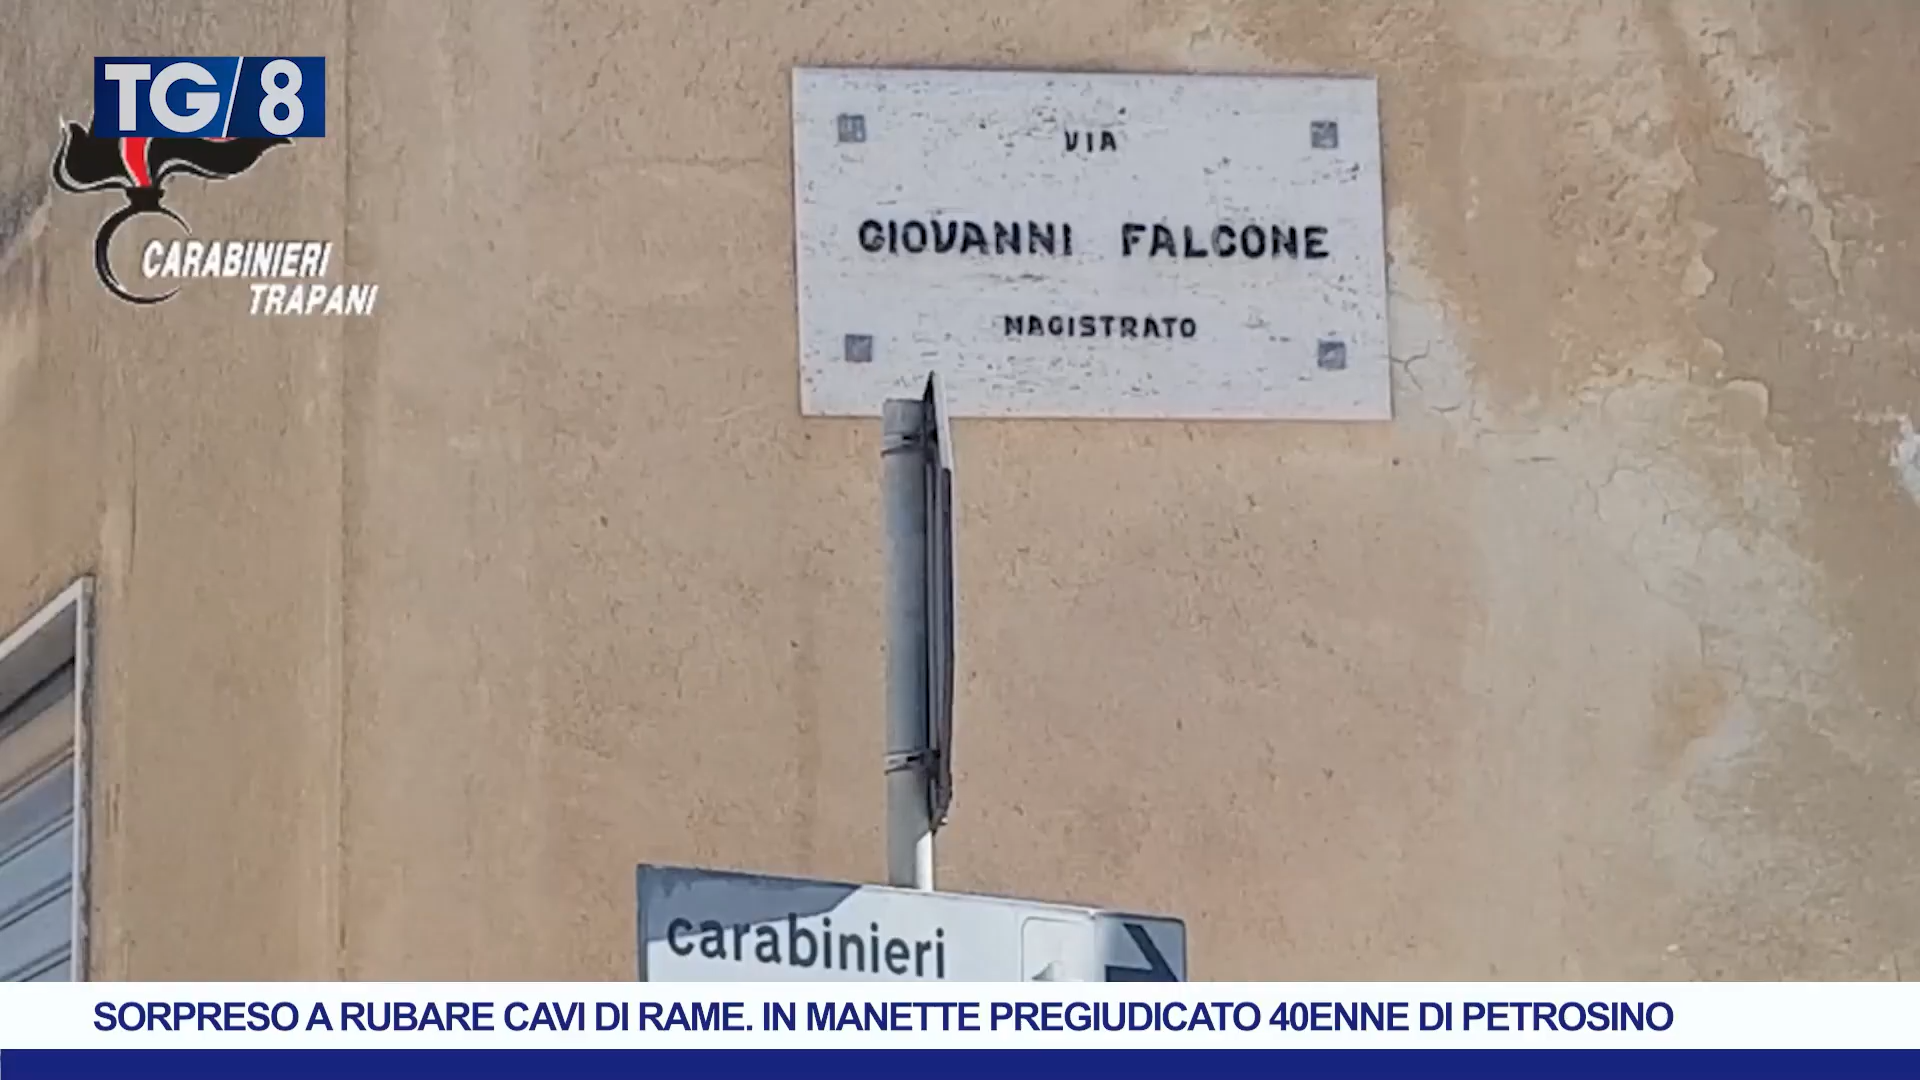 TG/8
CARABINIERI
TRAPANI
VIA
GIOVANNI FALCONE
MAGISTRATO
carabinieri
SORPRESO A RUBARE CAVI DI RAME. IN MANETTE PREGIUDICATO 40ENNE DI PETROSINO